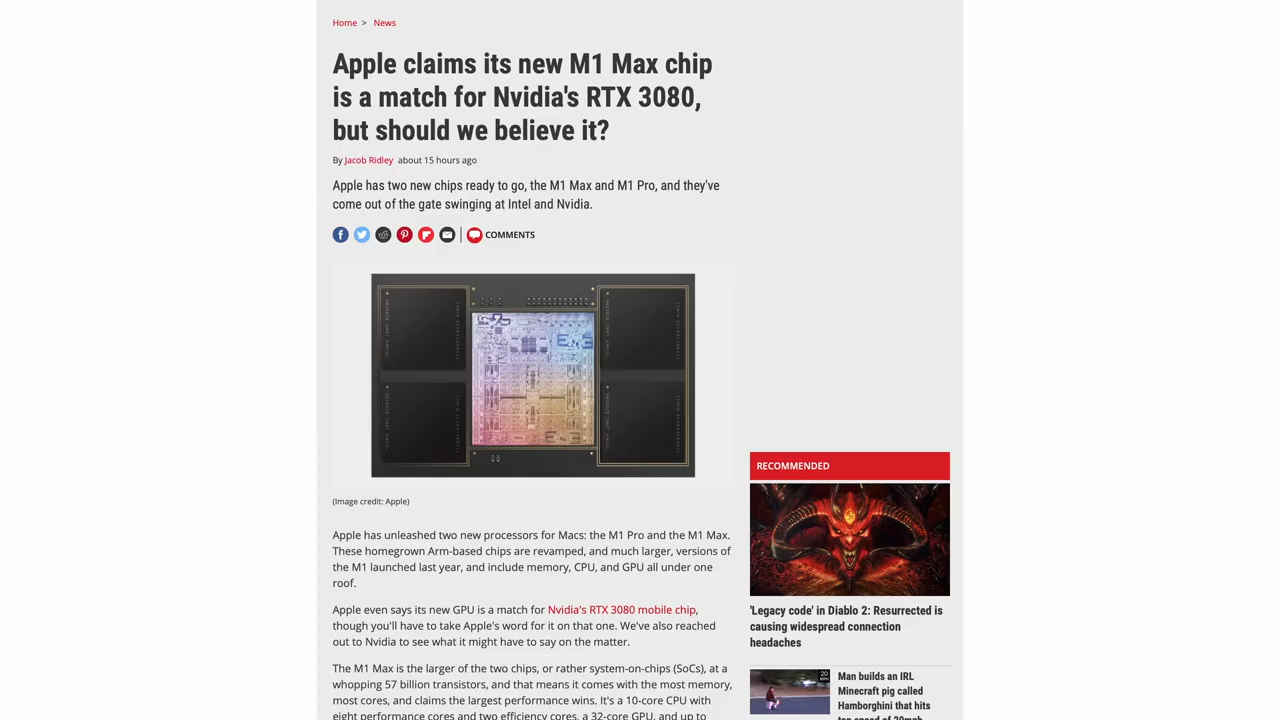 Home > News
Apple claims its new M1 Max chip
is a match for Nvidia's RTX 3080,
but should we believe it?
By Jacob Ridley about 15 hours ago
Apple has two new chips ready to go, the M1 Max and M1 Pro, and they've
come out of the gate swinging at Intel and Nvidia.
COMMENTS
(Image credit: Apple)
Apple has unleashed two new processors for Macs: the M1 Pro and the M1 Max.
These homegrown Arm-based chips are revamped, and much larger, versions of
the M1 launched last year, and include memory, CPU, and GPU all under one
roof.
Apple even says its new GPU is a match for Nvidia's RTX 3080 mobile chip,
though you'll have to take Apple's word for it on that one. We've also reached
out to Nvidia to see what it might have to say on the matter.
The M1 Max is the larger of the two chips, or rather system-on-chips (SoCs), at a
whopping 57 billion transistors, and that means it comes with the most memory,
most cores, and claims the largest performance wins. It's a 10-core CPU with
eight performance cores and two efficiency cores, a 32-core GPU, and up to
RECOMMENDED
'Legacy code' in Diablo 2: Resurrected is
causing widespread connection
headaches
20
MPH
Man builds an IRL
Minecraft pig called
Hamborghini that hits
top speed of 20mph